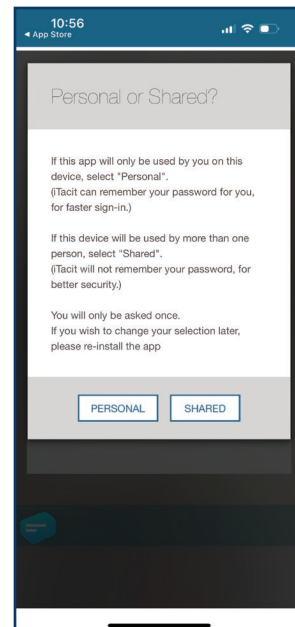 10:56
◄ App Store
Personal or Shared?
If this app will only be used by you on this
device, select "Personal".
(iTacit can remember your password for you,
for faster sign-in.)
If this device will be used by more than one
person, select "Shared".
(iTacit will not remember your password, for
better security.)
You will only be asked once.
If you wish to change your selection later,
please re-install the app
PERSONAL
SHARED